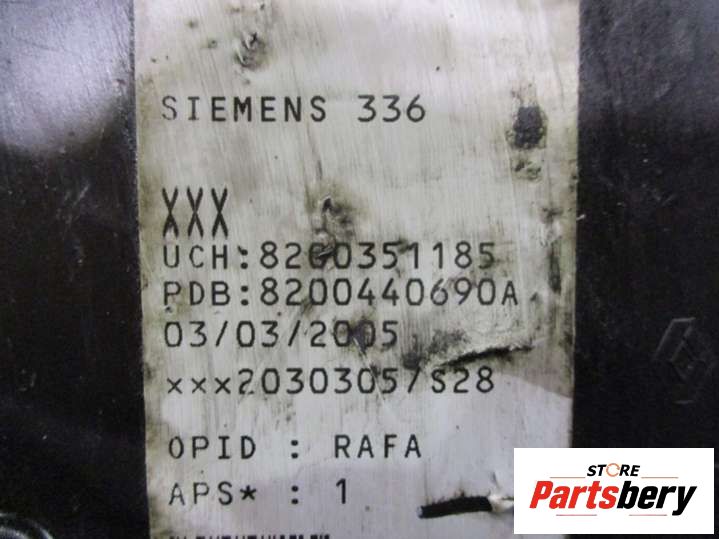 SIEMENS 336
XXX
UCH:8200351185
PDB:8200440690A
03/03/2005
xxx2030305/S28
OPID : RAFA
APS* : 1
STORE
Partsbery